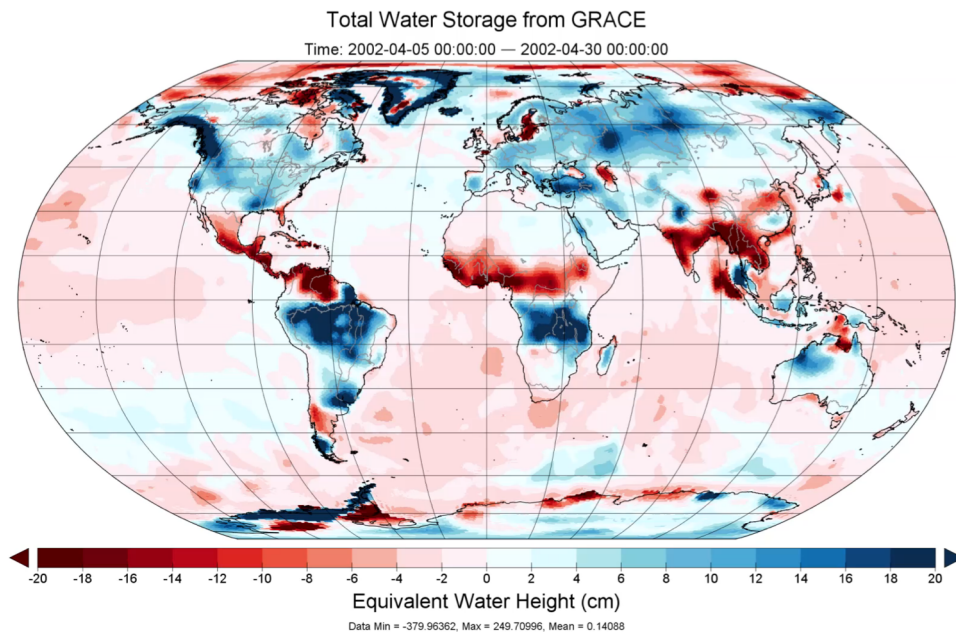 Total Water Storage from GRACE
Time: 2002-04-05 00:00:00 — 2002-04-30 00:00:00
-20 -18 -16 -14 -12 -10 -8 -6 -4 -2 0 2 4 6 8 10 12 14 16 18 20
Equivalent Water Height (cm)
Data Min = -379.96362, Max = 249.70996, Mean = 0.14088